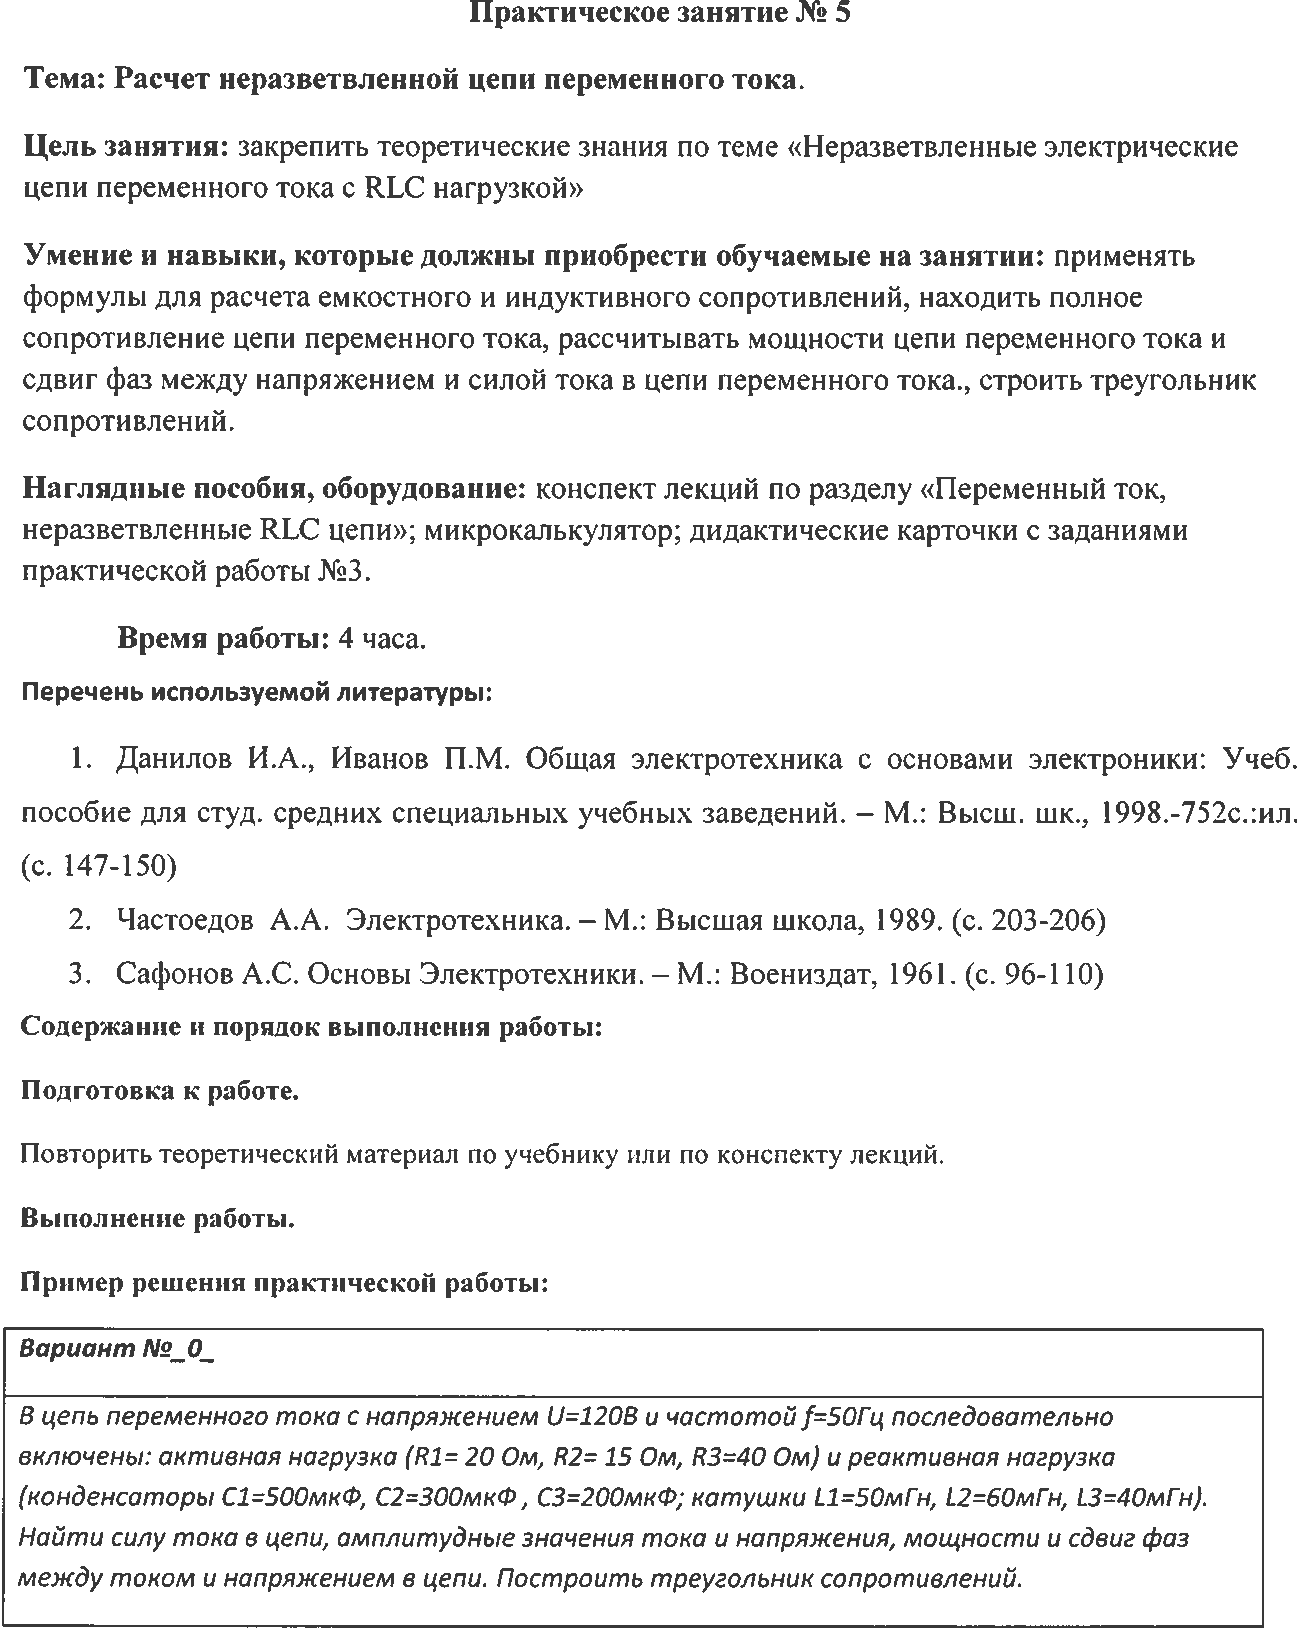 Практическое занятие № 5
Тема: Расчет неразветвленной цепи переменного тока.
Цель занятия: закрепить теоретические знания по теме «Неразветвленные электрические
цепи переменного тока с RLC нагрузкой»
Умение и навыки, которые должны приобрести обучаемые на занятии: применять
формулы для расчета емкостного и индуктивного сопротивлений, находить полное
сопротивление цепи переменного тока, рассчитывать мощности цепи переменного тока и
сдвиг фаз между напряжением и силой тока в цепи переменного тока., строить треугольник
сопротивлений.
Наглядные пособия, оборудование: конспект лекций по разделу «Переменный ток,
неразветвленные RLC цепи»; микрокалькулятор; дидактические карточки с заданиями
практической работы №3.
Время работы: 4 часа.
Перечень используемой литературы:
1. Данилов И.А., Иванов П.М. Общая электротехника с основами электроники: Учеб.
пособие для студ. средних специальных учебных заведений. – М.: Высш. шк., 1998.-752с.:ил.
(с. 147-150)
2. Частоедов А.А. Электротехника. – М.: Высшая школа, 1989. (с. 203-206)
3. Сафонов А.С. Основы Электротехники. – М.: Воениздат, 1961. (с. 96-110)
Содержание и порядок выполнения работы:
Подготовка к работе.
Повторить теоретический материал по учебнику или по конспекту лекций.
Выполнение работы.
Пример решения практической работы:
Вариант №_0_
В цепь переменного тока с напряжением U=120В и частотой f=50Гц последовательно
включены: активная нагрузка (R1= 20 Ом, R2= 15 Ом, R3=40 Ом) и реактивная нагрузка
(конденсаторы C1=500мкФ, C2=300мкФ , C3=200мкФ; катушки L1=50мГн, L2=60мГн, L3=40мГн).
Найти силу тока в цепи, амплитудные значения тока и напряжения, мощности и сдвиг фаз
между током и напряжением в цепи. Построить треугольник сопротивлений.